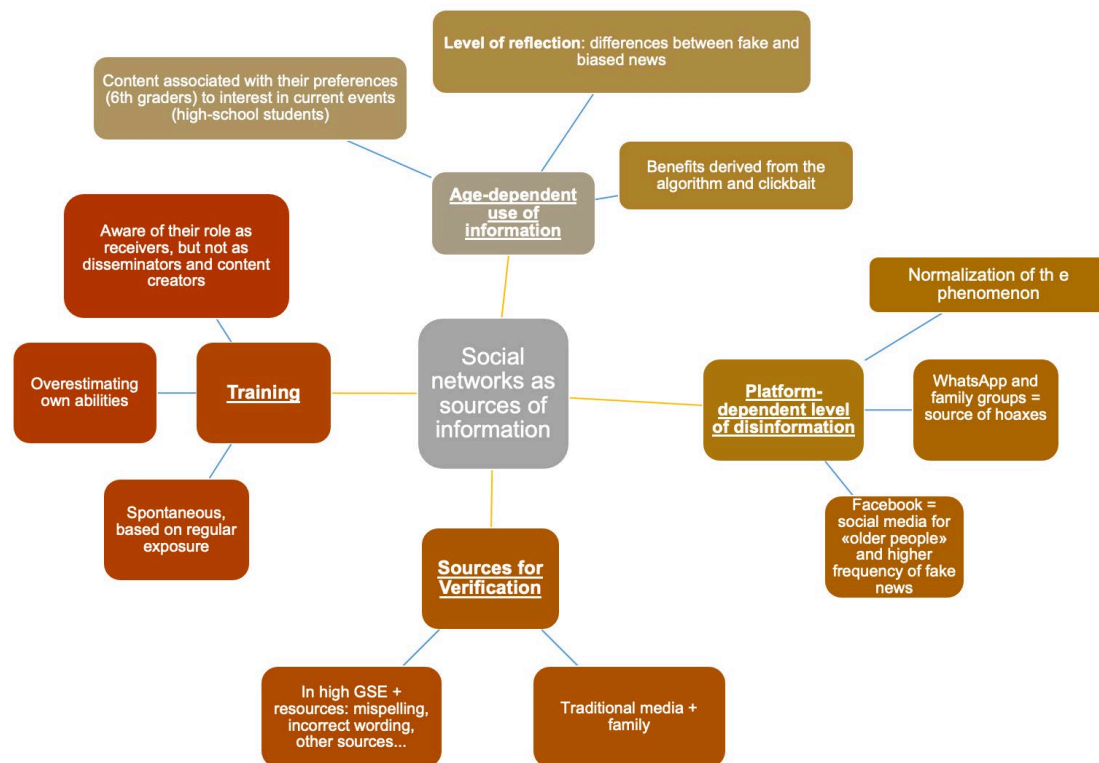 Level of reflection: differences between fake and
biased news
Content associated with their preferences
(6th graders) to interest in current events
(high-school students)
Benefits derived from the
algorithm and clickbait
Age-dependent
use of
information
Aware of their role as
receivers, but not as
disseminators and content
creators
Normalization of th e
phenomenon
Social
networks as
sources of
information
Training
Overestimating
own abilities
Platform-
dependent level
of disinformation
WhatsApp and
family groups =
source of hoaxes
Spontaneous,
based on regular
exposure
Facebook =
social media for
«older people»
and higher
frequency of fake
news
Sources for
Verification
In high GSE +
resources: mispelling,
incorrect wording,
other sources...
Traditional media +
family